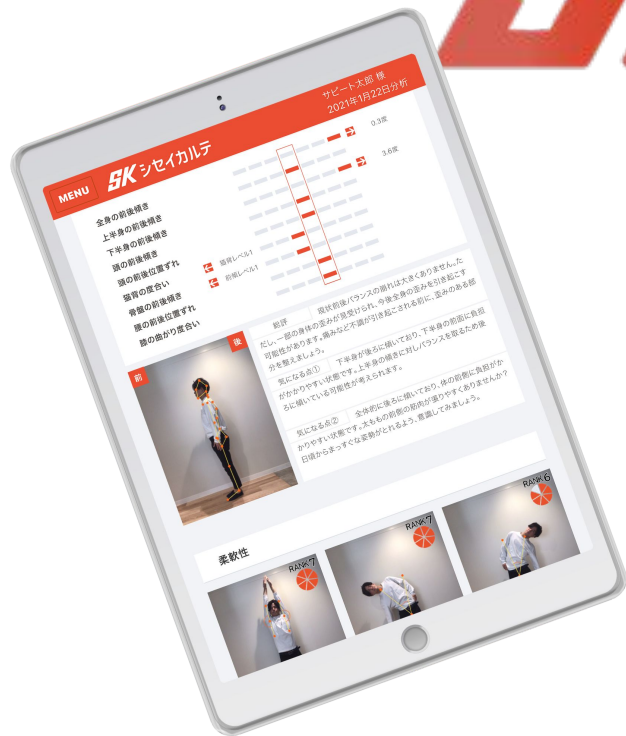 サピート太郎 様
2021年1月22日分析
MENU
SK シセイカルテ
全身の前後傾き
0.3度
上半身の前後傾き
下半身の前後傾き
3.6度
頭の前後傾き
頭の前後位置ずれ
猫背の度合い
猫背レベル1
骨盤の前後傾き
前傾レベル1
腰の前後位置ずれ
膝の曲がり度合い
前
後
総評 現状前後バランスの崩れは大きくありません。た
だし、一部の身体の歪みが見受けられ、今後全身の歪みを引き起こす
可能性があります。痛みなど不調が引き起こされる前に、歪みのある部
分を整えましょう。
気になる点① 下半身が後ろに傾いており、下半身の前面に負担
がかかりやすい状態です。上半身の傾きに対しバランスを取るため後
ろに傾いている可能性が考えられます。
気になる点② 全体的に後ろに傾いており、体の前側に負担がか
かりやすい状態です。太ももの前側の筋肉が張りやすくありませんか?
日頃からまっすぐな姿勢がとれるよう、意識してみましょう。
柔軟性
RANK7
RANK7
RANK6